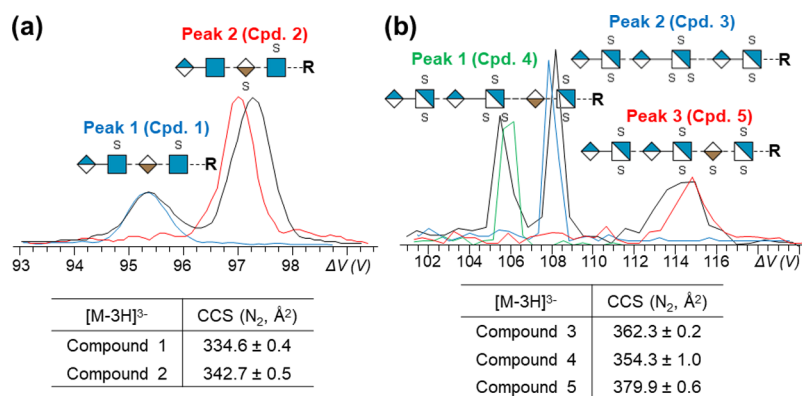 (a)
Peak 2 (Cpd. 2)
S
R
S
Peak 1 (Cpd. 1)
S S
R
93 94 95 96 97 98 ΔV (V)
[M-3H]³⁻ CCS (N₂, Å²)
Compound 1 334.6 ± 0.4
Compound 2 342.7 ± 0.5
(b)
Peak 2 (Cpd. 3)
S S S
R
S S S
Peak 1 (Cpd. 4)
S S S
R
S S S
Peak 3 (Cpd. 5)
S S S
R
S S S S
102 104 106 108 110 112 114 116 ΔV (V)
[M-3H]³⁻ CCS (N₂, Å²)
Compound 3 362.3 ± 0.2
Compound 4 354.3 ± 1.0
Compound 5 379.9 ± 0.6